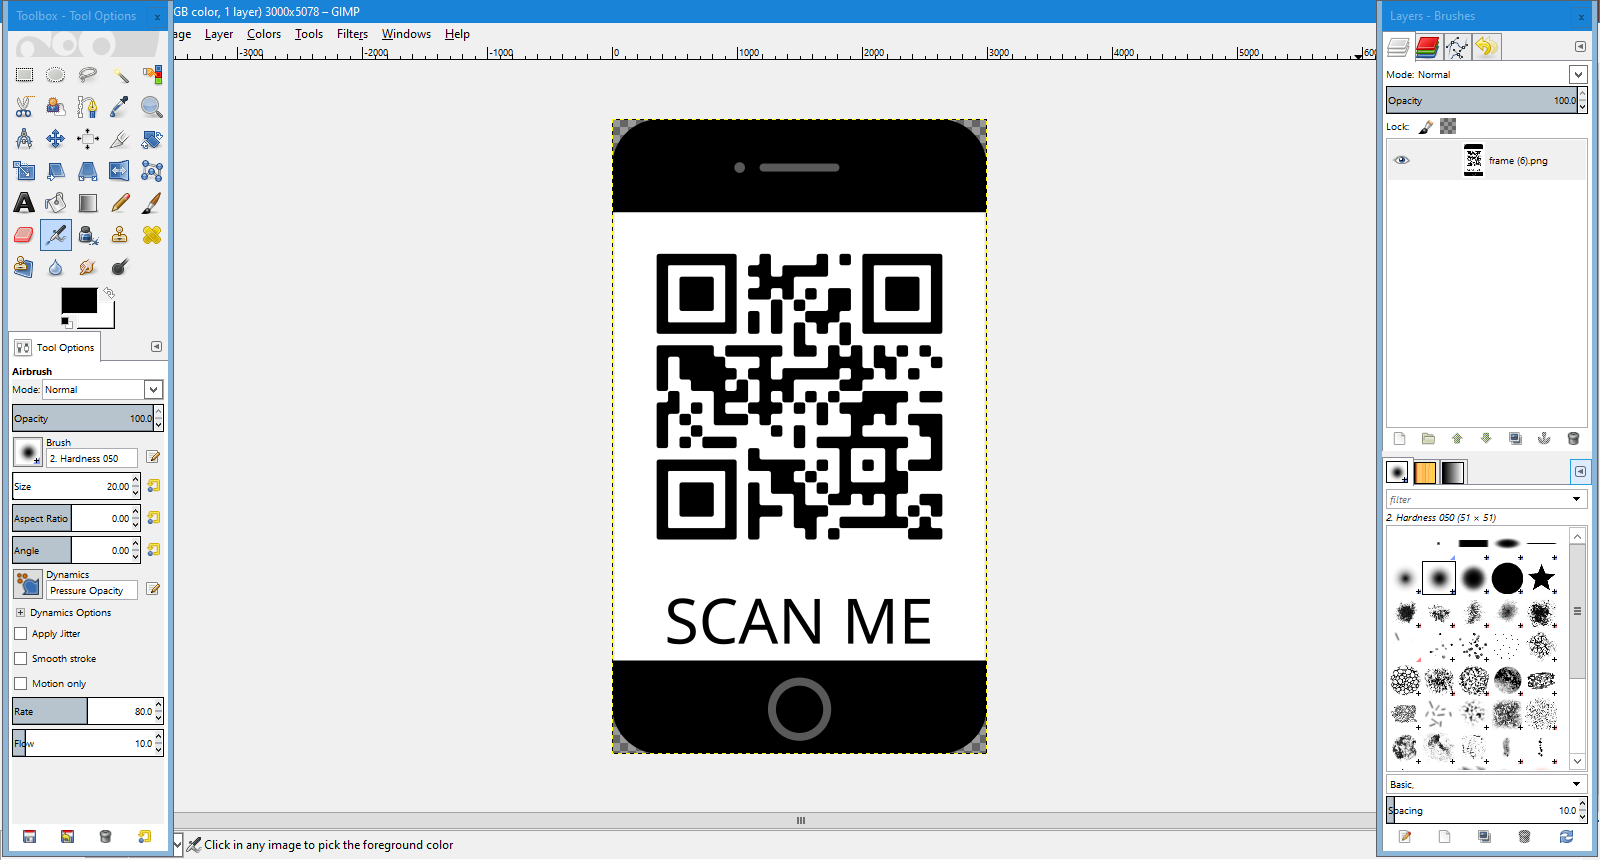 Toolbox - Tool Options
GB color, 1 layer) 3000x5078 – GIMP
Layers - Brushes
age Layer Colors Tools Filters Windows Help
-3000 -2000 -1000 0 1000 2000 3000 4000 5000 600
Mode: Normal
Opacity 100.0
Lock:
frame (6).png
SCAN ME
Tool Options
Airbrush
Mode: Normal
Opacity 100.0
Brush
2. Hardness 050
Size 20.00
Aspect Ratio 0.00
Angle 0.00
Dynamics
Pressure Opacity
Dynamics Options
Apply Jitter
Smooth stroke
Motion only
Rate 80.0
Flow 10.0
filter
2. Hardness 050 (51 × 51)
Basic,
Spacing 10.0
Click in any image to pick the foreground color